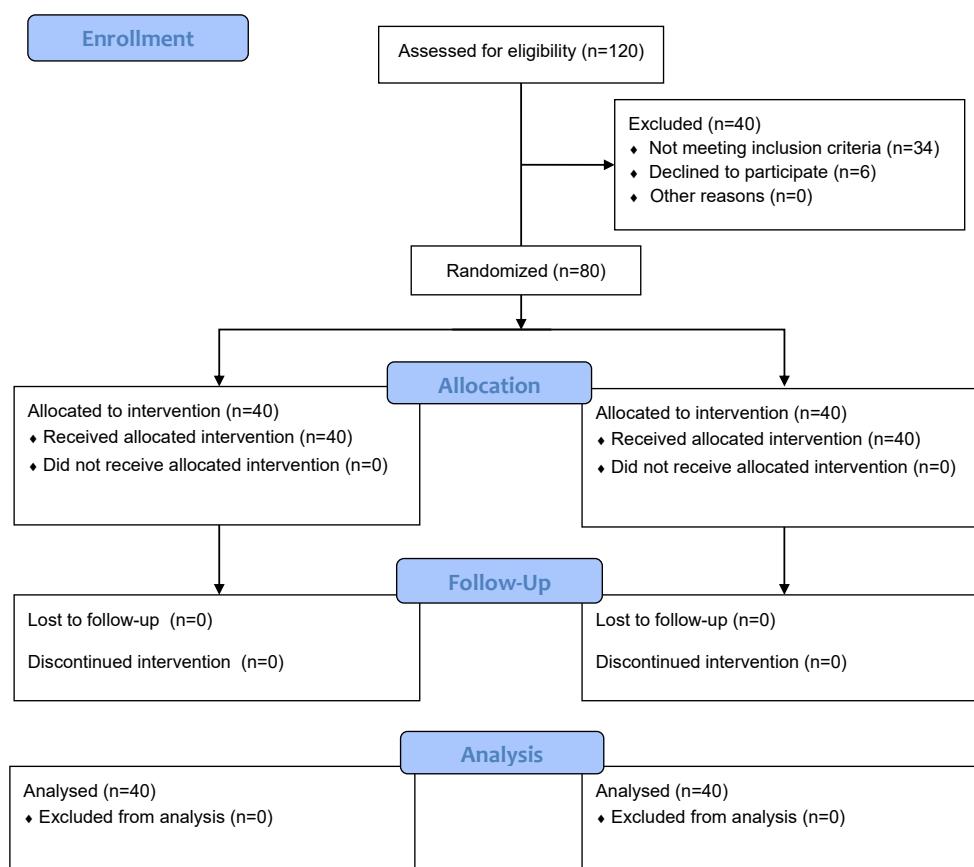 Enrollment
Assessed for eligibility (n=120)
Excluded (n=40)
♦ Not meeting inclusion criteria (n=34)
♦ Declined to participate (n=6)
♦ Other reasons (n=0)
Randomized (n=80)
Allocation
Allocated to intervention (n=40)
♦ Received allocated intervention (n=40)
♦ Did not receive allocated intervention (n=0)
Allocated to intervention (n=40)
♦ Received allocated intervention (n=40)
♦ Did not receive allocated intervention (n=0)
Follow-Up
Lost to follow-up (n=0)
Discontinued intervention (n=0)
Lost to follow-up (n=0)
Discontinued intervention (n=0)
Analysis
Analysed (n=40)
♦ Excluded from analysis (n=0)
Analysed (n=40)
♦ Excluded from analysis (n=0)